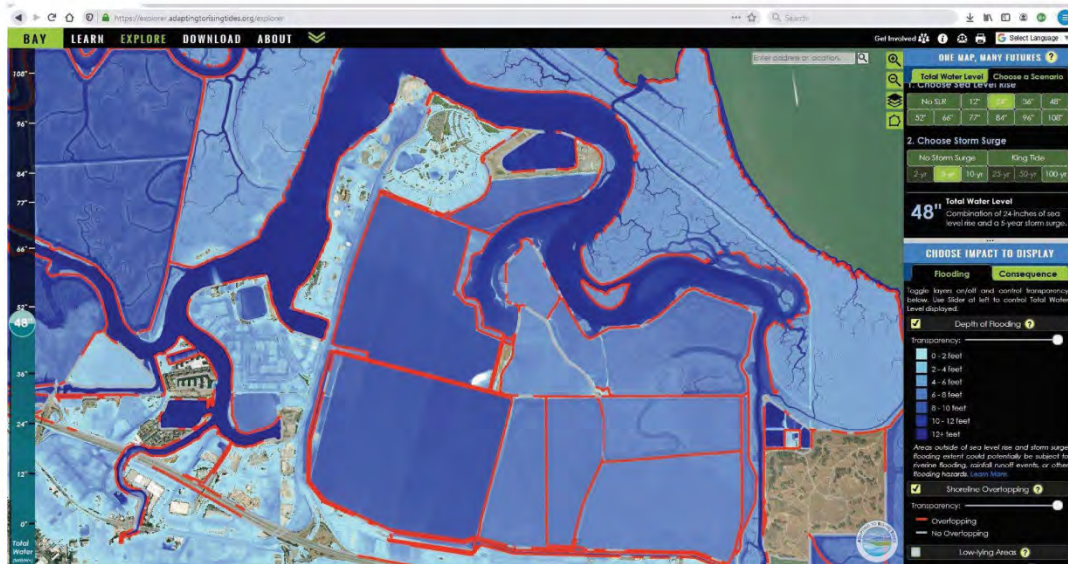 https://explorer.adaptingtorisingtides.org/explorer
Search
BAY LEARN EXPLORE DOWNLOAD ABOUT
Get Involved
Select Language
Enter address or location.
108"
96"
84"
77"
66"
52"
48"
36"
24"
12"
0"
Total
Water
ONE MAP, MANY FUTURES ?
Total Water Level Choose a Scenario
1. Choose Sea Level Rise
No SLR 12" 24" 36" 48"
52" 66" 77" 84" 96" 108"
2. Choose Storm Surge
No Storm Surge King Tide
2-yr 5-yr 10-yr 25-yr 50-yr 100-yr
48"
Total Water Level
Combination of 24-inches of sea
level rise and a 5-year storm surge.
CHOOSE IMPACT TO DISPLAY
Flooding Consequence
Toggle layers on/off and control transparency
below. Use Slider at left to control Total Water
Level displayed.
Depth of Flooding ?
Transparency:
0 - 2 feet
2 - 4 feet
4 - 6 feet
6 - 8 feet
8 - 10 feet
10 - 12 feet
12+ feet
Areas outside of sea level rise and storm surge
flooding extent could potentially be subject to
riverine flooding, rainfall runoff events, or other
flooding hazards. Learn More
Shoreline Overtopping ?
Transparency:
Overtopping
No Overtopping
Low-lying Areas ?